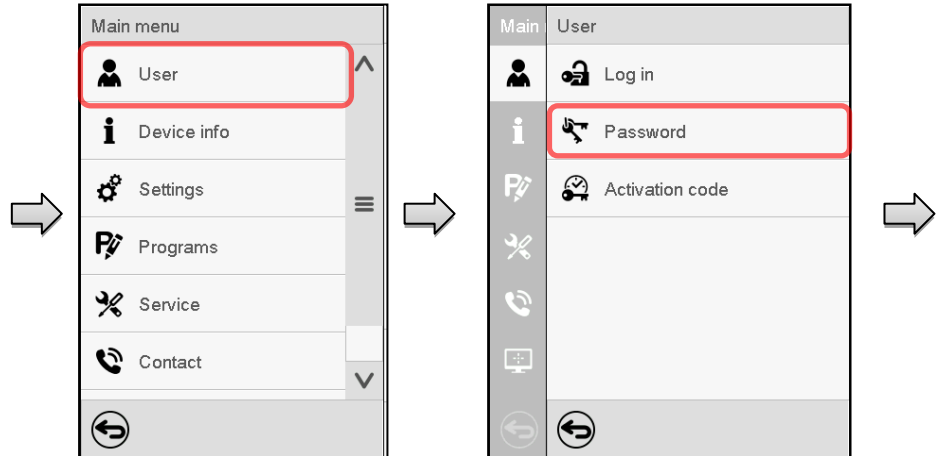 Main menu
User
Device info
Settings
Programs
Service
Contact
Main
User
Log in
Password
Activation code